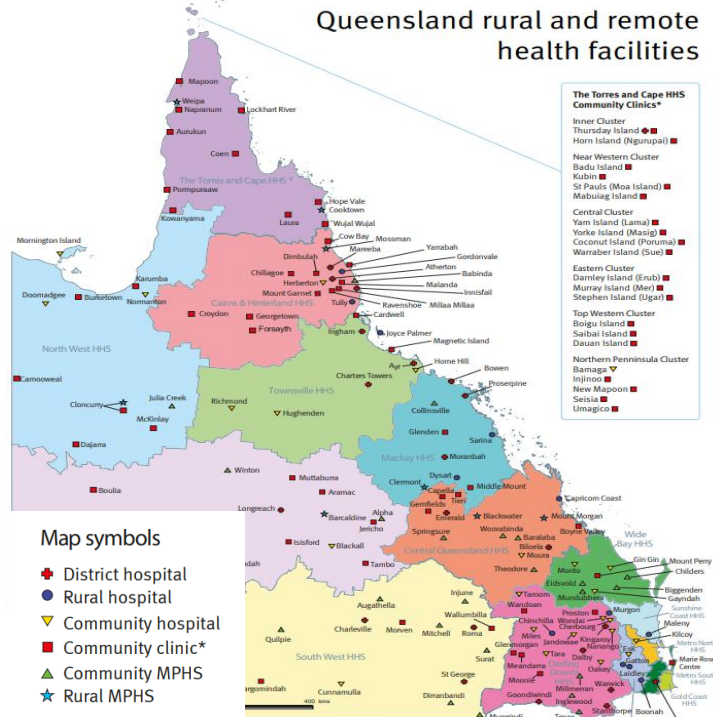 Queensland rural and remote
health facilities
The Torres and Cape HHS
Community Clinics*
Inner Cluster
Thursday Island
Horn Island (Ngurupai)
Near Western Cluster
Badu Island
Kubin
St Pauls (Moa Island)
Mabuiag Island
Central Cluster
Yam Island (Lama)
Yorke Island (Masig)
Coconut Island (Poruma)
Warraber Island (Sue)
Eastern Cluster
Darnley Island (Erub)
Murray Island (Mer)
Stephen Island (Ugar)
Top Western Cluster
Boigu Island
Saibai Island
Dauan Island
Northern Penninsula Cluster
Bamaga
Injinoo
New Mapoon
Seisia
Umagico
Mapoon
Weipa
Napranum
Lockhart River
Aurukun
Coen
The Torres and Cape HHS *
Pormpuraaw
Kowanyama
Hope Vale
Cooktown
Laura
Wujal Wujal
Cow Bay
Mossman
Mareeba
Yarrabah
Gordonvale
Atherton
Babinda
Malanda
Innisfail
Millaa Millaa
Ravenshoe
Cardwell
Dimbulah
Chillagoe
Herberton
Mount Garnet
Tully
Cairns & Hinterland HHS
Croydon
Georgetown
Forsayth
Mornington Island
Karumba
Doomadgee
Burketown
Normanton
North West HHS
Camooweal
Cloncurry
Julia Creek
McKinlay
Dajarra
Ingham
Joyce Palmer
Magnetic Island
Home Hill
Ayr
Bowen
Proserpine
Charters Towers
Townsville HHS
Richmond
Hughenden
Collinsville
Glenden
Sarina
Mackay HHS
Moranbah
Dysart
Clermont
Middle Mount
Capella
Tieri
Gemfields
Emerald
Capricorn Coast
Blackwater
Mount Morgan
Boyne Valley
Springsure
Woorabinda
Baralaba
Biloela
Moura
Central Queensland HHS
Theodore
Winton
Boulia
Muttaburra
Aramac
Longreach
Barcaldine
Alpha
Jericho
Isisford
Blackall
Tambo
Wide
Bay HHS
Gin Gin
Mount Perry
Childers
Monto
Eidsvold
Biggenden
Gayndah
Mundubbera
Map symbols
District hospital
Rural hospital
Community hospital
Community clinic*
Community MPHS
Rural MPHS
dah
Injune
Augathella
Quilpie
Charleville
Morven
Mitchell
Wallumbilla
Roma
Surat
South West HHS
St George
Cunnamulla
Dirranbandi
argomindah
400 kms
Mungindi
Taroom
Wandoan
Chinchilla
Miles
Jandowae
Glenmorgan
Tara
Meandarra
Moonie
Goondiwindi
Millmerran
Inglewood
Texas
Stanthorpe
Warwick
Oakey
Dalby
Darling
Downs
HHS
Proston
Murgon
Wondai
Cherbourg
Kingaroy
Nanango
Sunshine
Coast HHS
Maleny
Kilcoy
Metro North
HHS
Esk
Gatton
Laidley
Marie Rose
Centre
Metro South
HHS
Gold Coast
HHS
Boonah